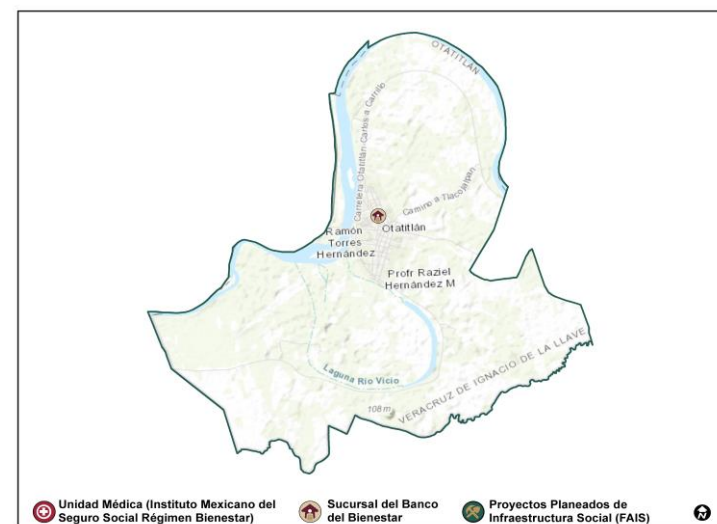 OTATITLÁN
Carretera Otatitlán-Carlos a Carrillo
Camino a Tlacojalpan
Otatitlán
Ramón
Torres
Hernández
Profr Raziel
Hernández M
Laguna Río Vicio
108 m
VERACRUZ DE IGNACIO DE LA LLAVE
Unidad Médica (Instituto Mexicano del
Seguro Social Régimen Bienestar)
Sucursal del Banco
del Bienestar
Proyectos Planeados de
Infraestructura Social (FAIS)
N